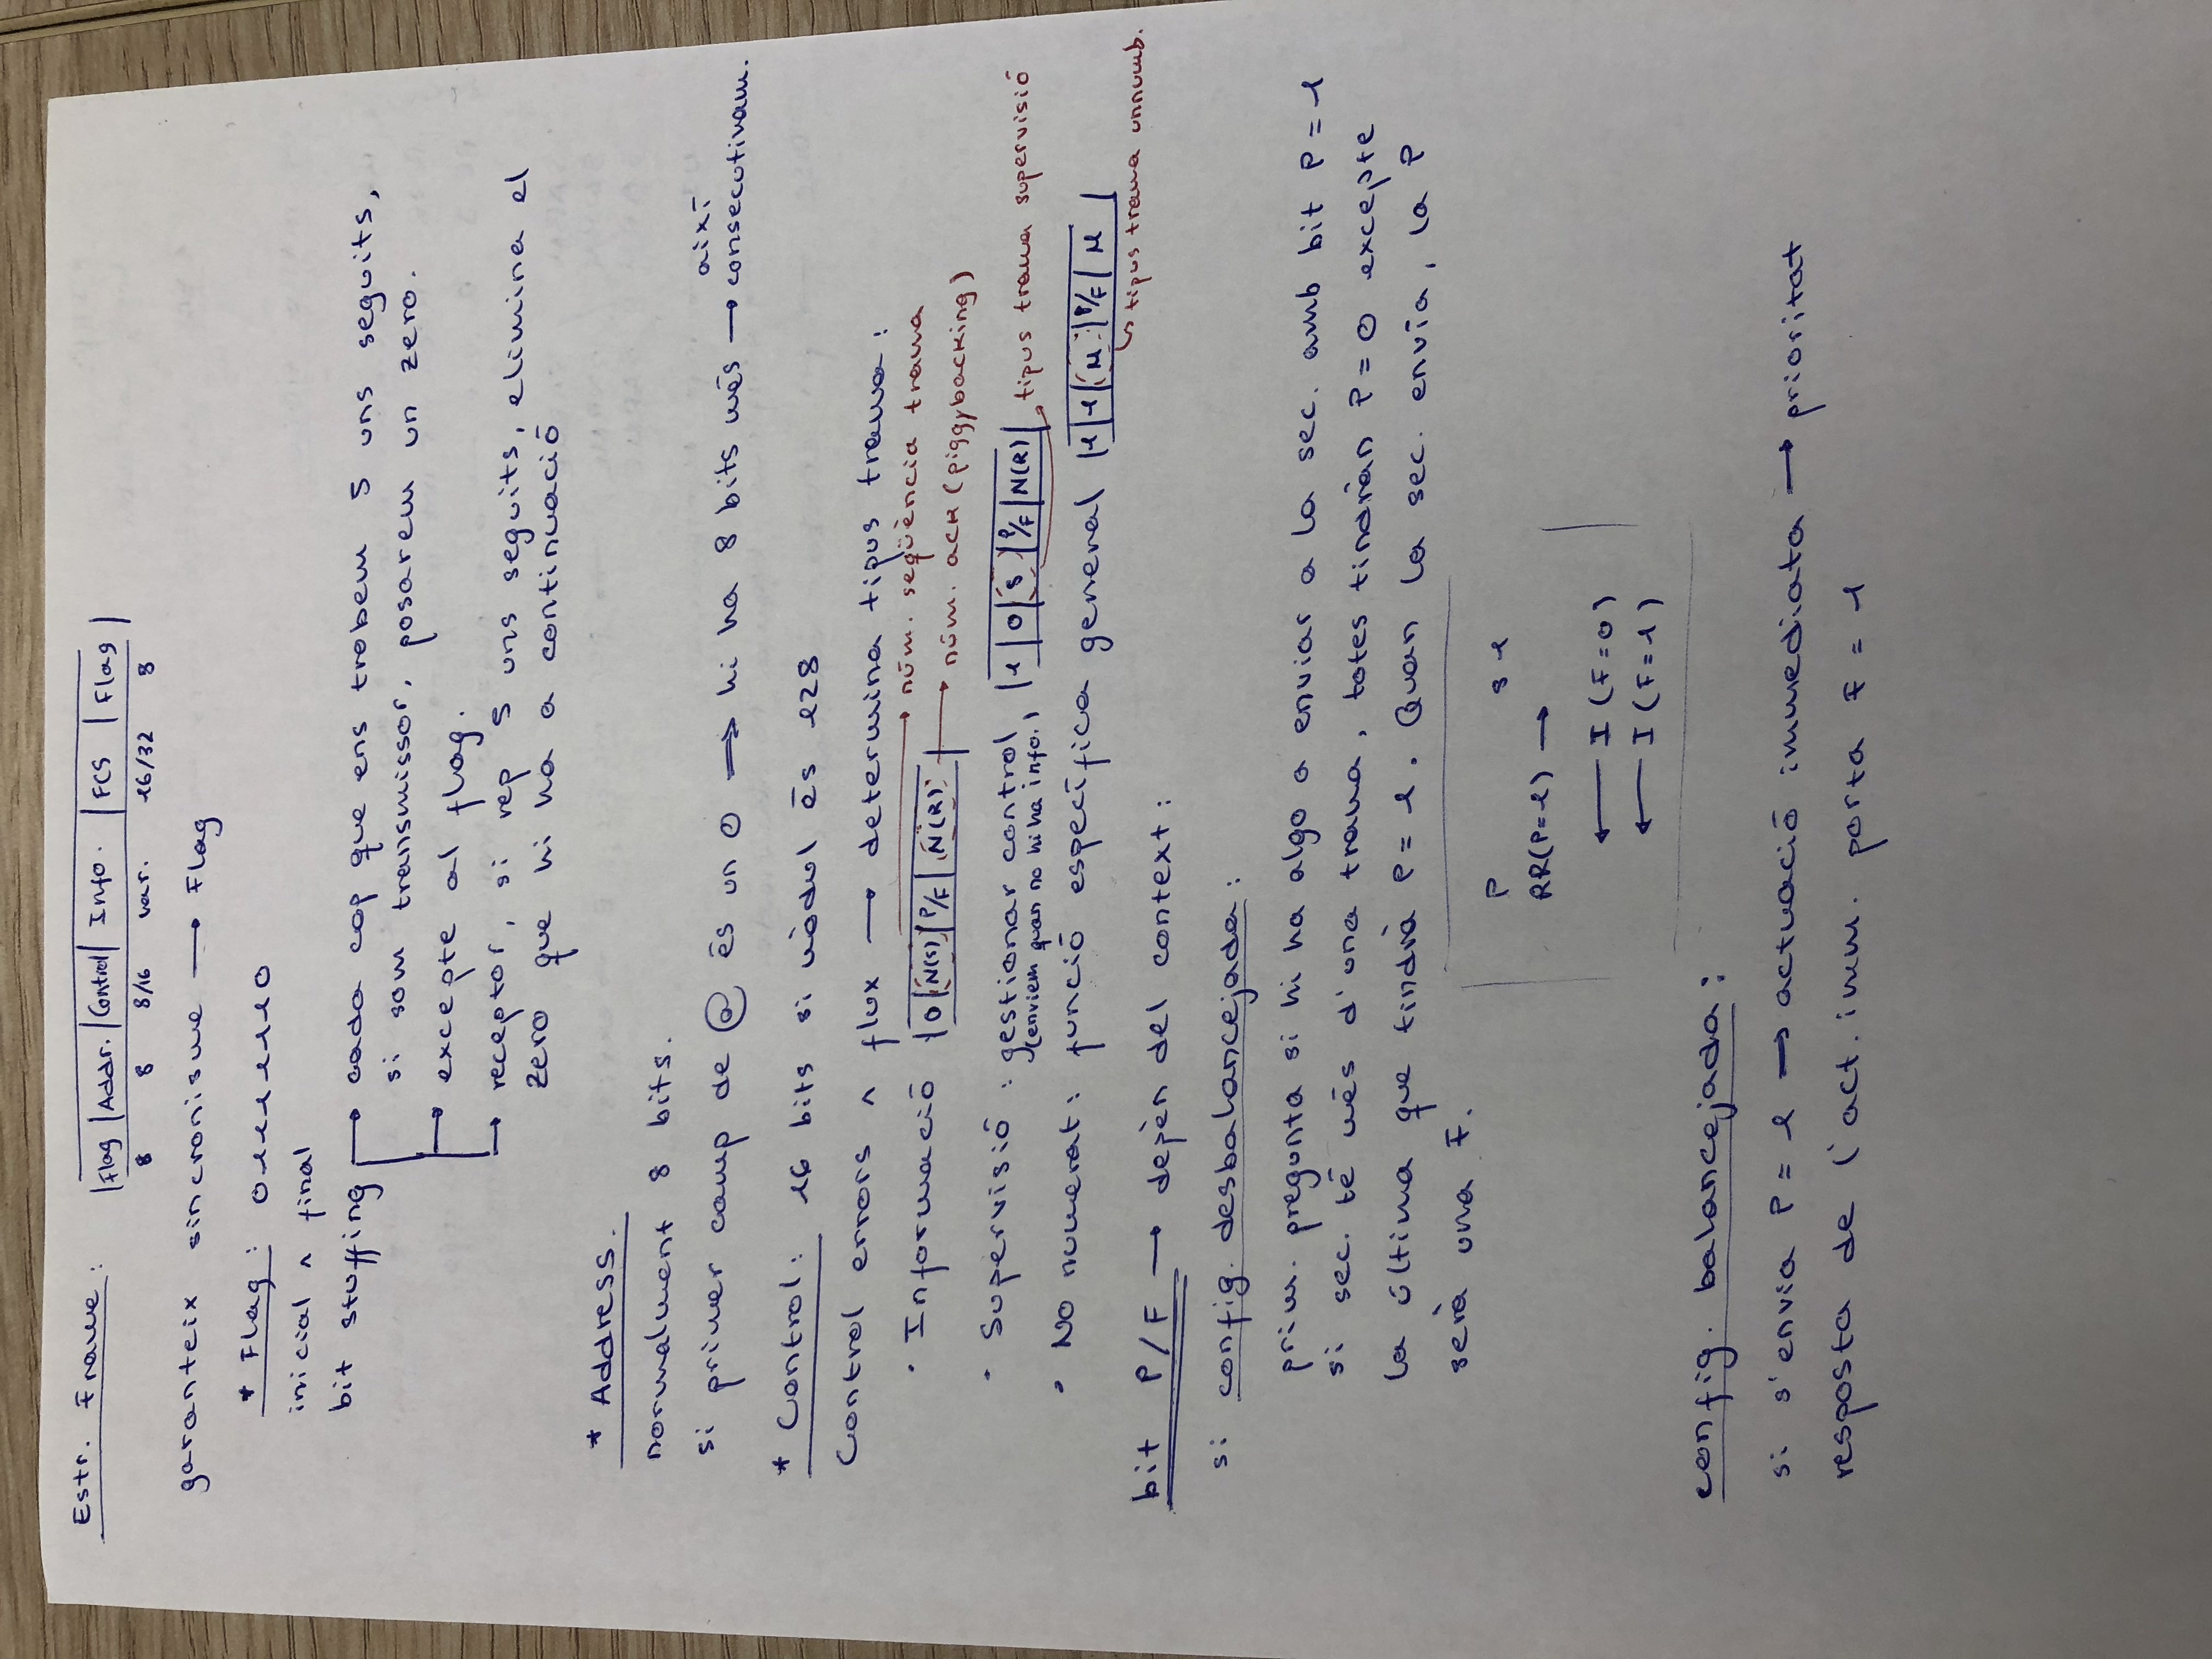 Estr. Frame: | Flag | Addr. | Control | Info. | FCS | Flag |
8 8 8/16 var. 16/32 8
garanteix sincronisme → Flag
* Flag: 01111110
inicial ∧ final
bit stuffing → cada cop que ens trobem 5 uns seguits,
si som transmissor, posarem un zero.
→ excepte al flag.
→ receptor, si rep 5 uns seguits, elimina el
zero que hi ha a continuació
* Address.
normalment 8 bits.
si primer camp de @ és un 0 ⇒ hi ha 8 bits més → així
consecutivam.
* Control: 16 bits si mòdul és 128
Control errors ∧ flux → determina tipus trama:
· Informació | 0 | N(S) | P/F | N(R) | → núm. seqüència trama
→ núm. ack (piggybacking)
· Supervisió: gestionar control | 1 | 0 | S | P/F | N(R) | tipus trama supervisió
(enviem quan no hi ha info.)
· No numerat: funció específica general | 1 | 1 | M | P/F | M |
↳ tipus trama unnumb.
bit P/F → depèn del context:
si config. desbalancejada:
prim. pregunta si hi ha algo a enviar a la sec. amb bit P=1
si sec. té més d'una trama, totes tindràn P=0 excepte
la última que tindrà P=1. Quan la sec. envía, la P
serà una F.
P S1
RR(P=1) →
← I (F=0)
← I (F=1)
config. balancejada:
si s'envia P=1 → actuació immediata → prioritat
resposta de l'act. imm. porta F=1